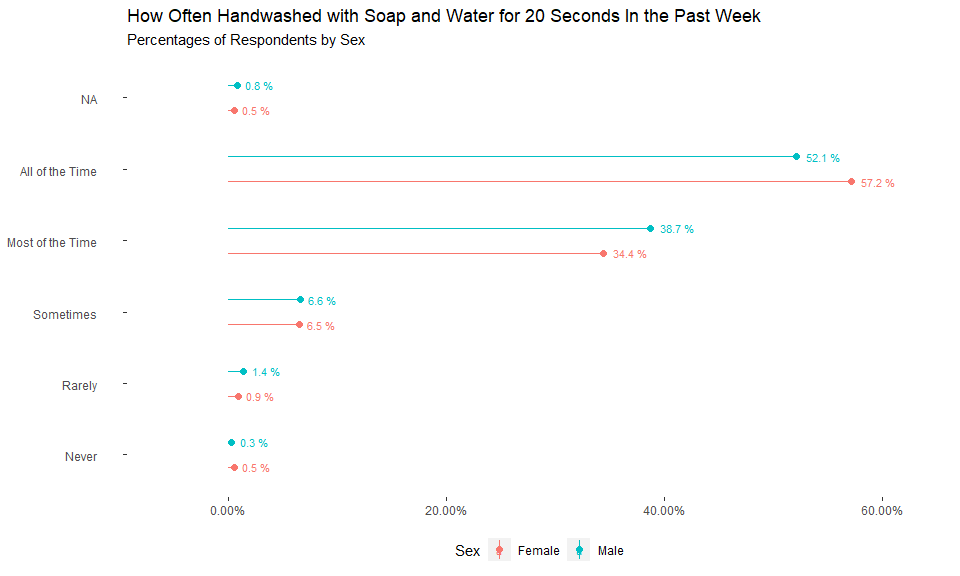 How Often Handwashed with Soap and Water for 20 Seconds In the Past Week
Percentages of Respondents by Sex
NA
0.8 %
0.5 %
All of the Time
52.1 %
57.2 %
Most of the Time
38.7 %
34.4 %
Sometimes
6.6 %
6.5 %
Rarely
1.4 %
0.9 %
Never
0.3 %
0.5 %
0.00% 20.00% 40.00% 60.00%
Sex Female Male